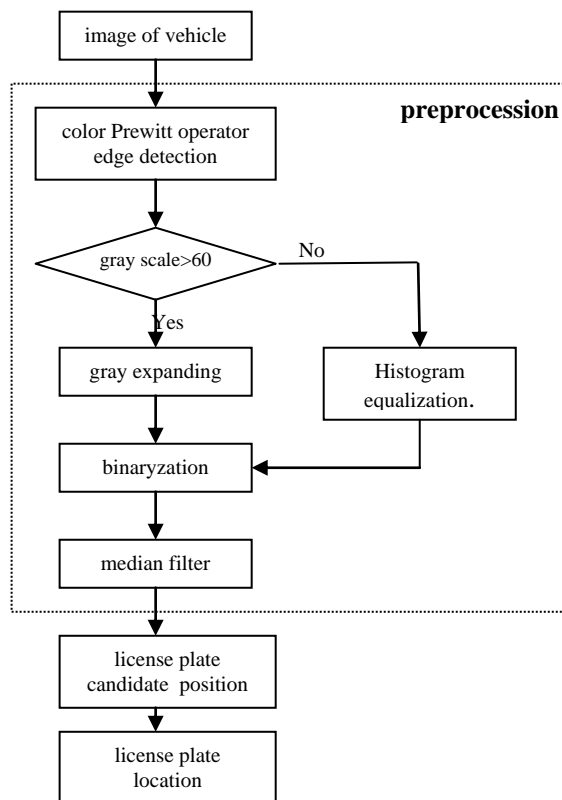 image of vehicle
preprocession
color Prewitt operator
edge detection
gray scale>60
No
Yes
gray expanding
Histogram
equalization.
binaryzation
median filter
license plate
candidate position
license plate
location